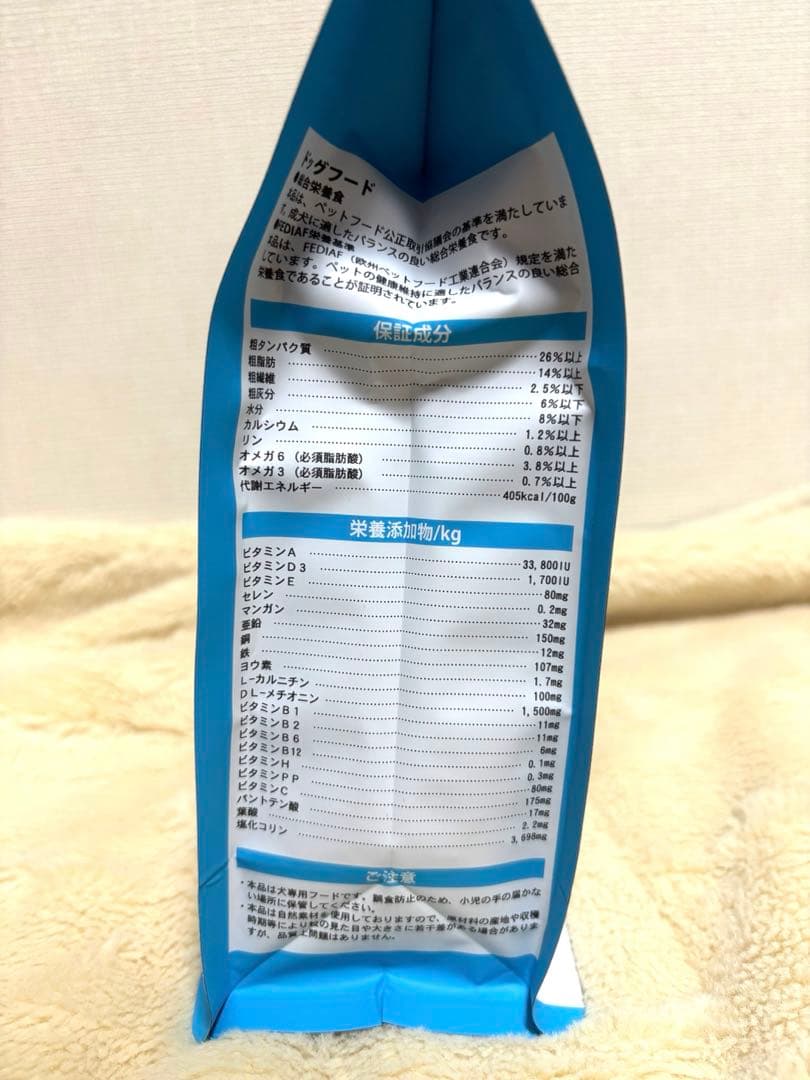 ドッグフード
●総合栄養食
本品は、ペットフード公正取引協議会の基準を満たしていま
す。成犬に適したバランスの良い総合栄養食です。
●FEDIAF栄養基準
本品は、FEDIAF（欧州ペットフード工業連合会）規定を満た
しています。ペットの健康維持に適したバランスの良い総合
栄養食であることが証明されています。
保証成分
粗タンパク質 26%以上
粗脂肪 14%以上
粗繊維 2.5%以下
粗灰分 6%以下
水分 8%以下
カルシウム 1.2%以上
リン 0.8%以上
オメガ6（必須脂肪酸） 3.8%以上
オメガ3（必須脂肪酸） 0.7%以上
代謝エネルギー 405kcal/100g
栄養添加物/kg
ビタミンA 33,800IU
ビタミンD3 1,700IU
ビタミンE 80mg
セレン 0.2mg
マンガン 32mg
亜鉛 150mg
銅 12mg
鉄 107mg
ヨウ素 1.7mg
L-カルニチン 100mg
DL-メチオニン 1,500mg
ビタミンB1 11mg
ビタミンB2 11mg
ビタミンB6 6mg
ビタミンB12 0.1mg
ビタミンH 0.3mg
ビタミンPP 80mg
ビタミンC 175mg
パントテン酸 17mg
葉酸 2.2mg
塩化コリン 3,698mg
ご注意
・本品は犬専用フードです。誤食防止のため、小児の手の届かな
い場所に保管してください。
・本品は自然素材を使用しておりますので、原材料の産地や収穫
時期等により粒の見た目や大きさに若干差がある場合がありま
すが、品質上問題はありません。